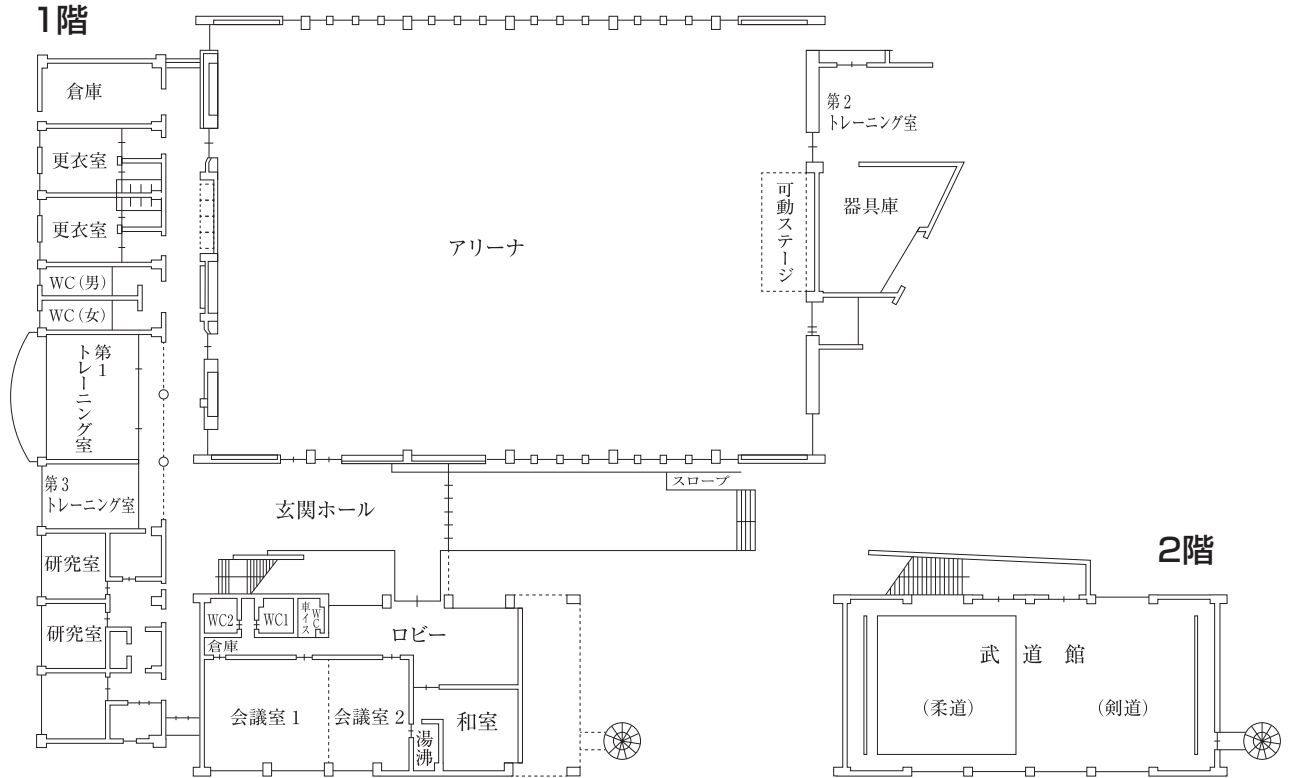 1階
倉庫
更衣室
更衣室
WC（男）
WC（女）
第1
トレーニング室
第3
トレーニング室
研究室
研究室
アリーナ
可動ステージ
第2
トレーニング室
器具庫
玄関ホール
スロープ
WC2
WC1
車イス
WC
倉庫
ロビー
会議室1
会議室2
湯沸
和室
2階
武道館
（柔道）
（剣道）